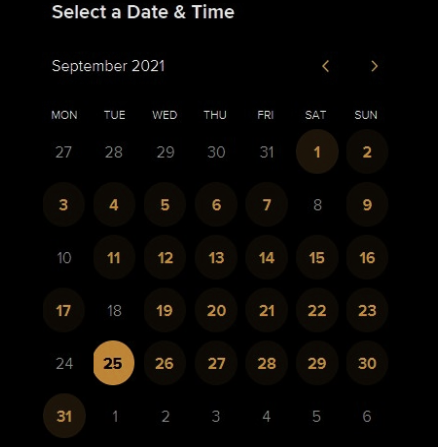 Select a Date & Time
September 2021
MON TUE WED THU FRI SAT SUN
27 28 29 30 31 1 2
3 4 5 6 7 8 9
10 11 12 13 14 15 16
17 18 19 20 21 22 23
24 25 26 27 28 29 30
31 1 2 3 4 5 6